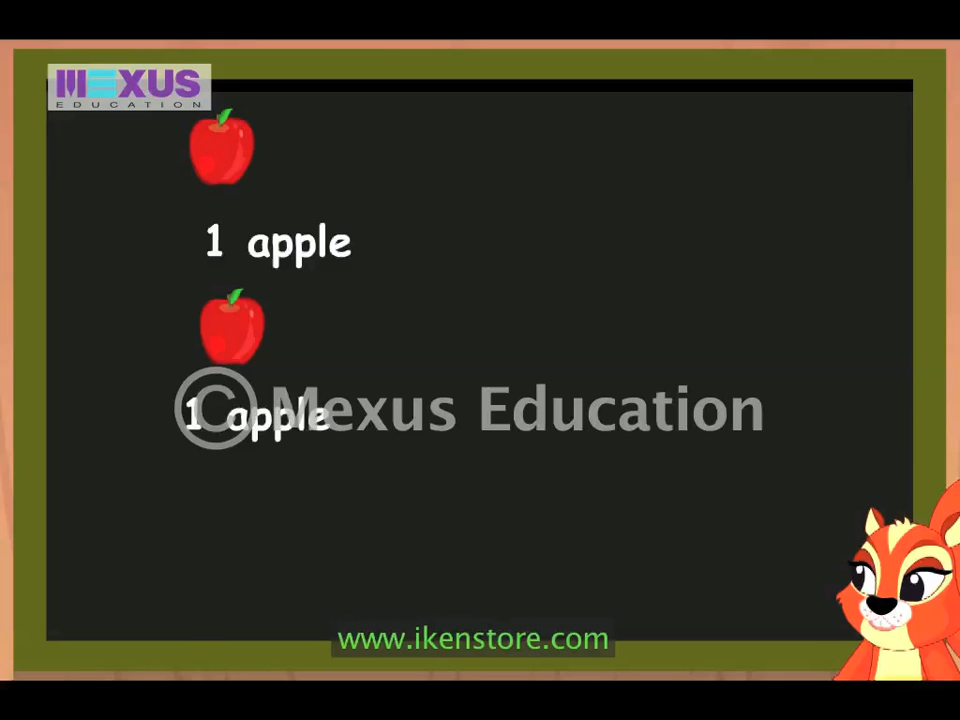 MEXUS
EDUCATION
1 apple
1 apple
© Mexus Education
www.ikenstore.com